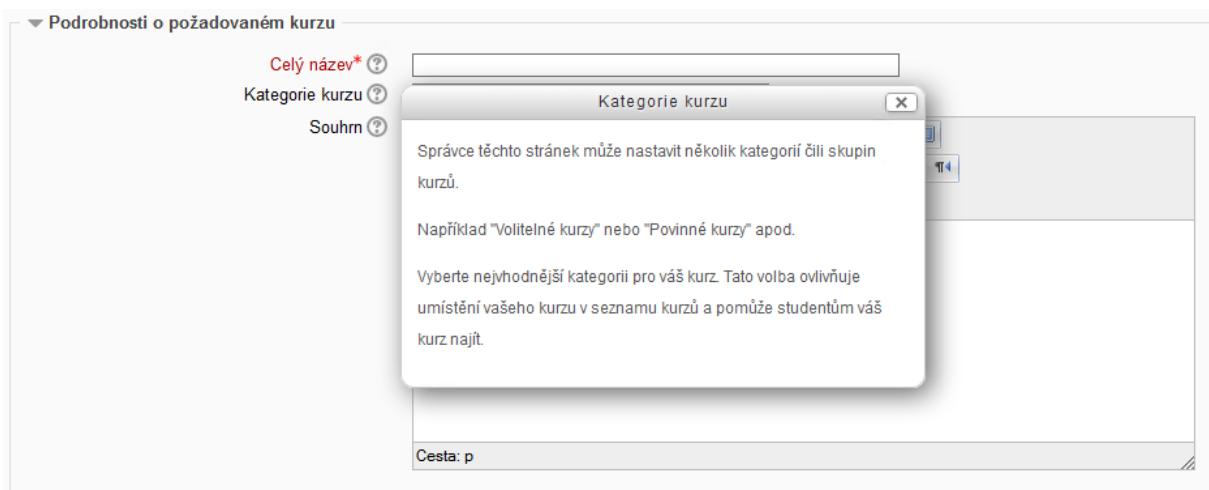 Podrobnosti o požadovaném kurzu
Celý název*
Kategorie kurzu
Souhrn
Kategorie kurzu
Správce těchto stránek může nastavit několik kategorií čili skupin
kurzů.
Například "Volitelné kurzy" nebo "Povinné kurzy" apod.
Vyberte nejvhodnější kategorii pro váš kurz. Tato volba ovlivňuje
umístění vašeho kurzu v seznamu kurzů a pomůže studentům váš
kurz najít.
Cesta: p